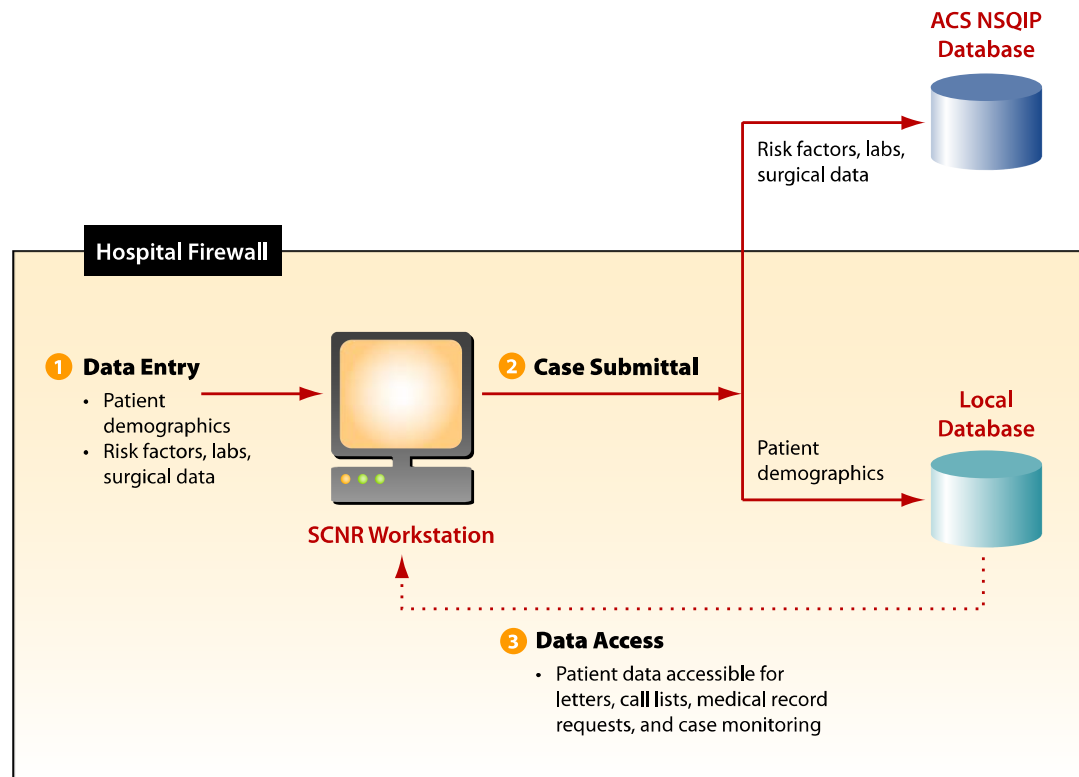 ACS NSQIP
Database
Risk factors, labs,
surgical data
Hospital Firewall
1 Data Entry
• Patient
demographics
• Risk factors, labs,
surgical data
SCNR Workstation
2 Case Submittal
Patient
demographics
Local
Database
3 Data Access
• Patient data accessible for
letters, call lists, medical record
requests, and case monitoring